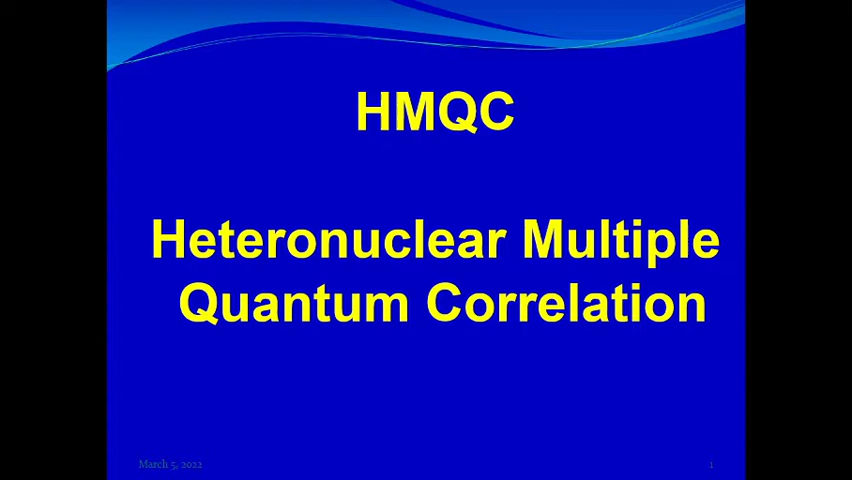 HMQC
Heteronuclear Multiple
Quantum Correlation
March 5, 2022
1